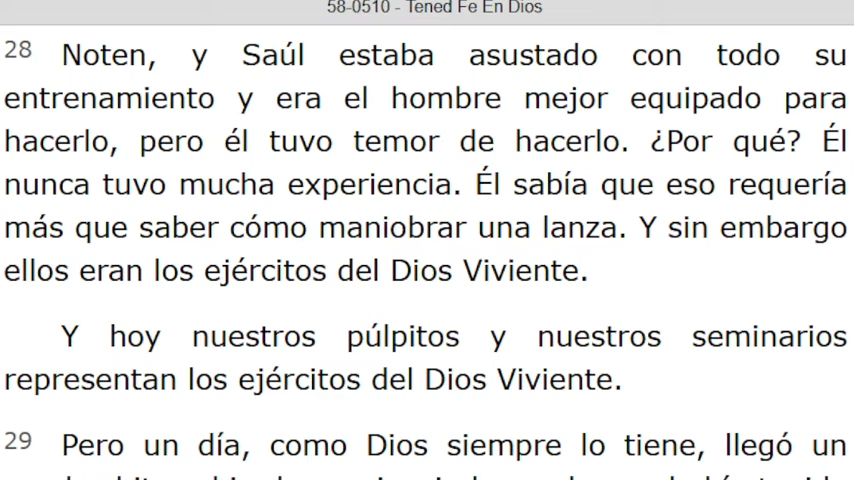 58-0510 - Tened Fe En Dios
28 Noten, y Saúl estaba asustado con todo su
entrenamiento y era el hombre mejor equipado para
hacerlo, pero él tuvo temor de hacerlo. ¿Por qué? Él
nunca tuvo mucha experiencia. Él sabía que eso requería
más que saber cómo maniobrar una lanza. Y sin embargo
ellos eran los ejércitos del Dios Viviente.
Y hoy nuestros púlpitos y nuestros seminarios
representan los ejércitos del Dios Viviente.
29 Pero un día, como Dios siempre lo tiene, llegó un